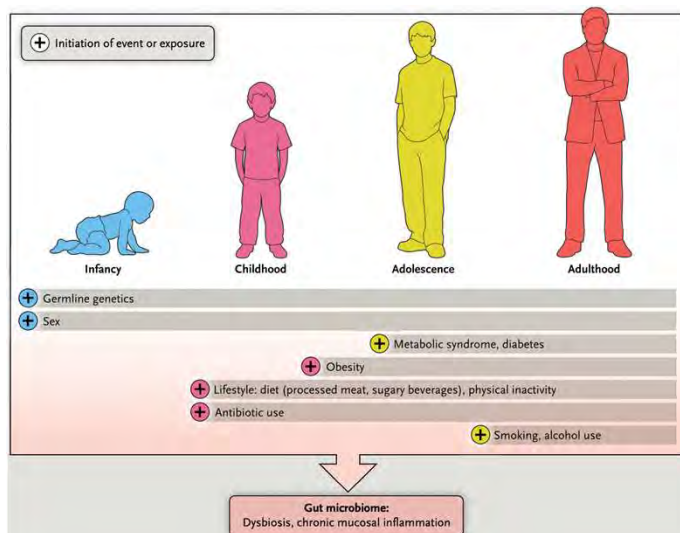 Initiation of event or exposure
Infancy
Childhood
Adolescence
Adulthood
Germline genetics
Sex
Metabolic syndrome, diabetes
Obesity
Lifestyle: diet (processed meat, sugary beverages), physical inactivity
Antibiotic use
Smoking, alcohol use
Gut microbiome:
Dysbiosis, chronic mucosal inflammation